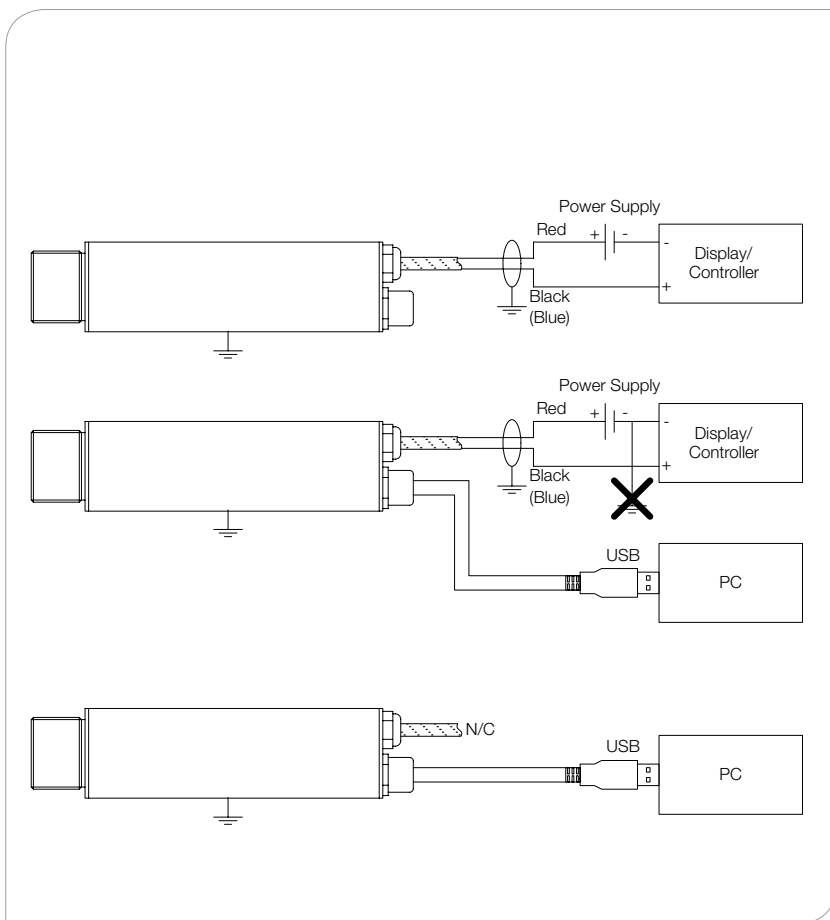 Power Supply
Red
+ -
-
Display/
Controller
+
Black
(Blue)
Power Supply
Red
+ -
-
Display/
Controller
+
Black
(Blue)
USB
PC
N/C
USB
PC